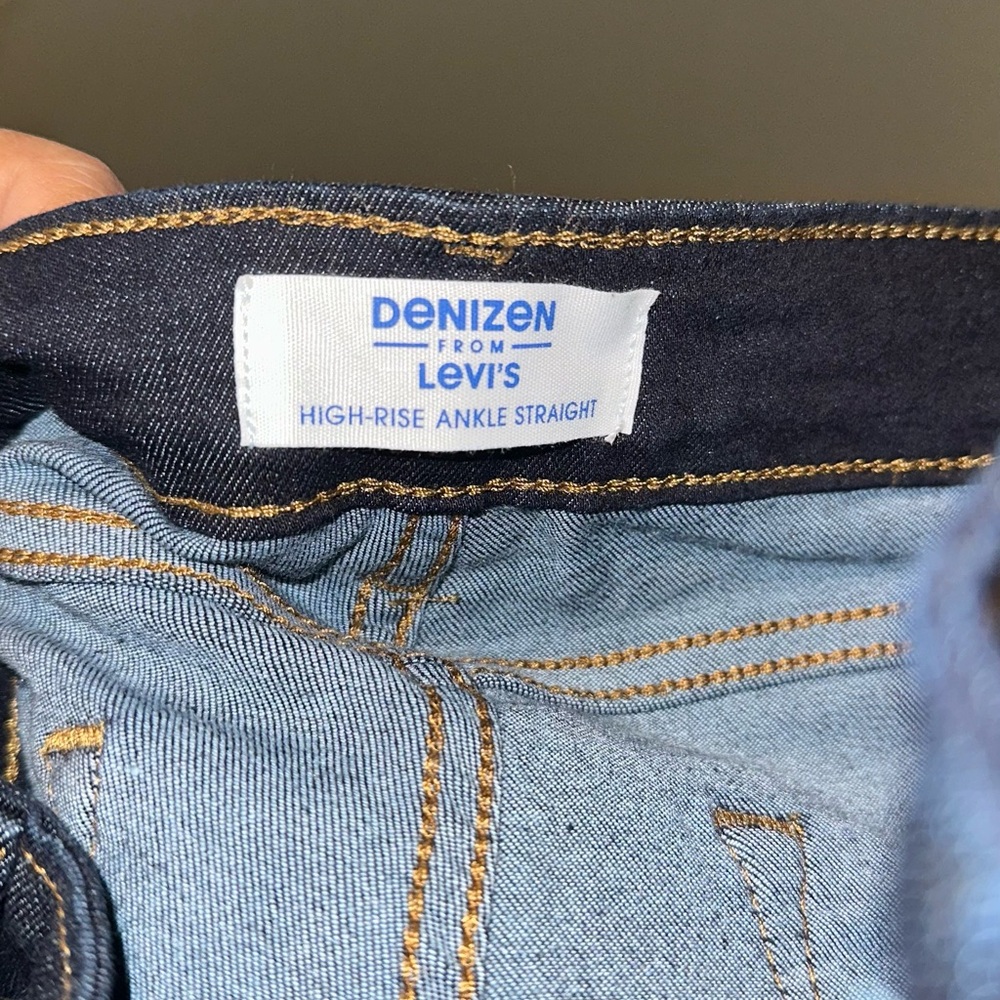 DENIZEN
FROM
LEVI'S
HIGH-RISE ANKLE STRAIGHT